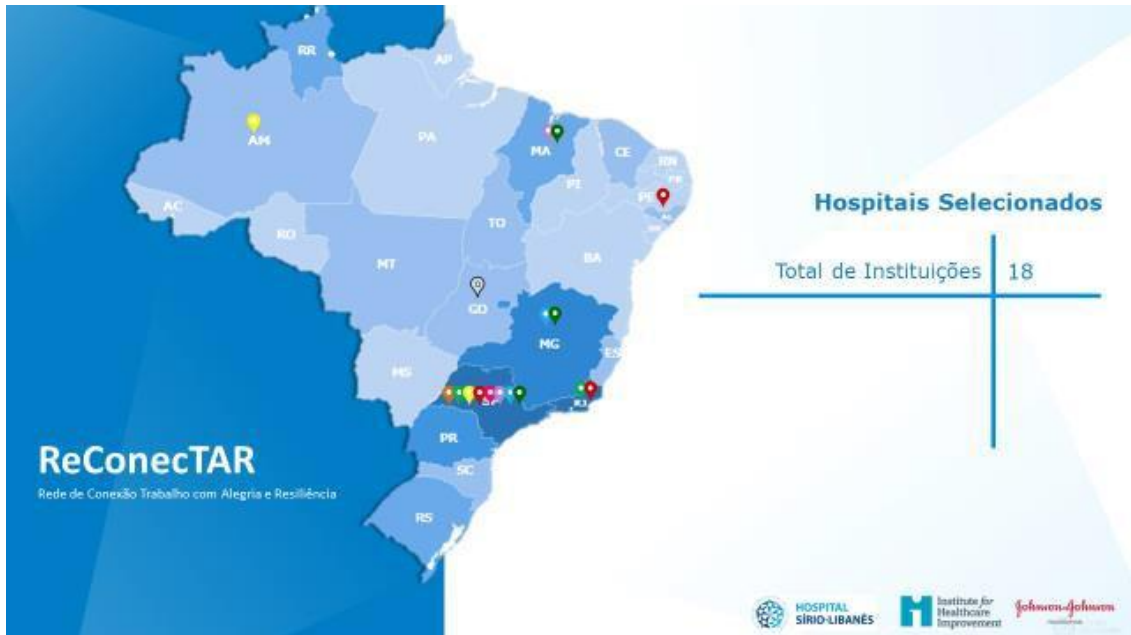 RR
AP
AM
PA
MA
CE
RN
PI
AC
RO
TO
MT
BA
GO
MG
ES
MS
RJ
PR
SC
RS
Hospitais Selecionados
Total de Instituições 18
ReConecTAR
Rede de Conexão Trabalho com Alegria e Resiliência
HOSPITAL
SÍRIO-LIBANÊS
Institute for
Healthcare
Improvement
Johnson & Johnson